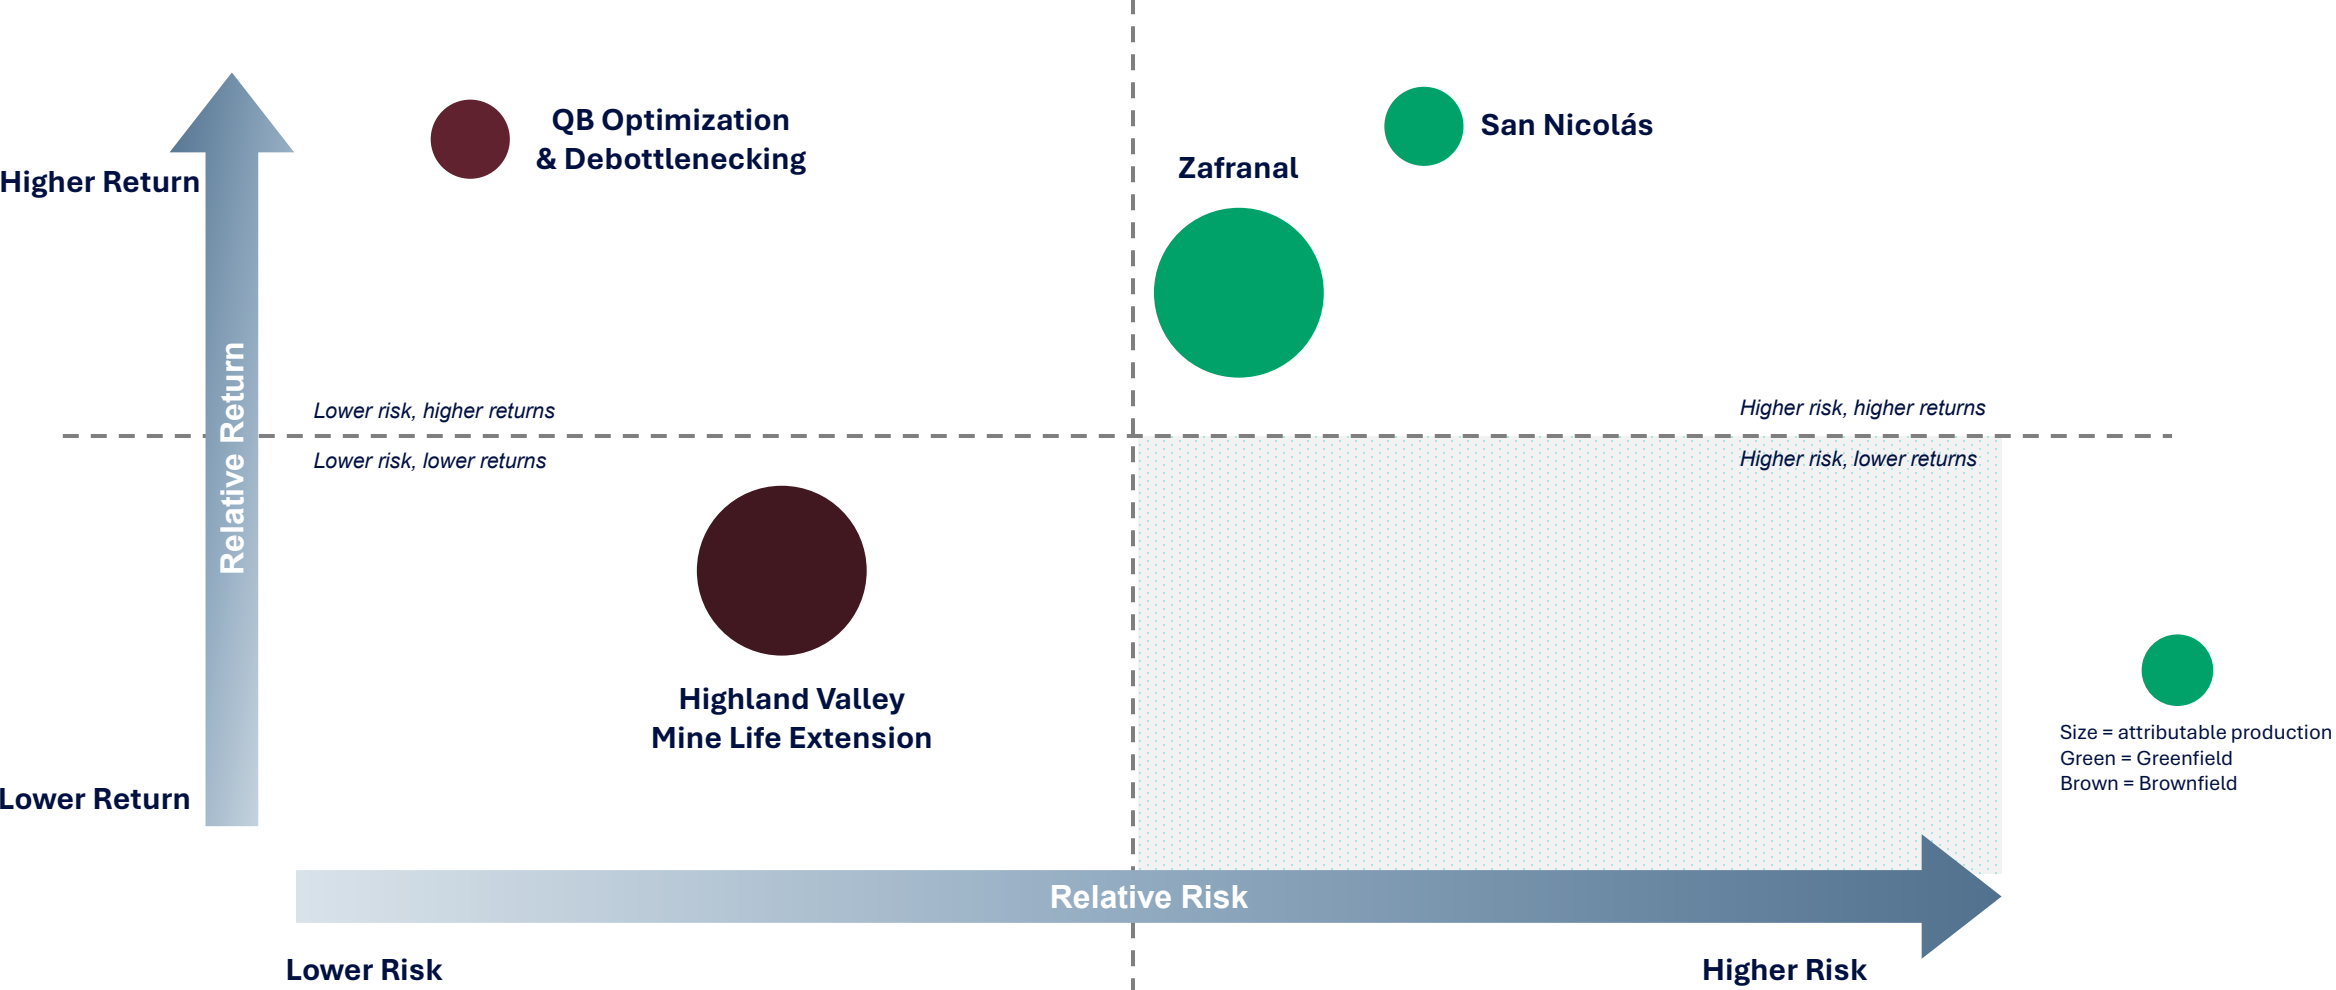 QB Optimization
& Debottlenecking
San Nicolás
Zafranal
Higher Return
Relative Return
Lower risk, higher returns
Higher risk, higher returns
Lower risk, lower returns
Higher risk, lower returns
Highland Valley
Mine Life Extension
Size = attributable production
Green = Greenfield
Brown = Brownfield
Lower Return
Relative Risk
Lower Risk
Higher Risk